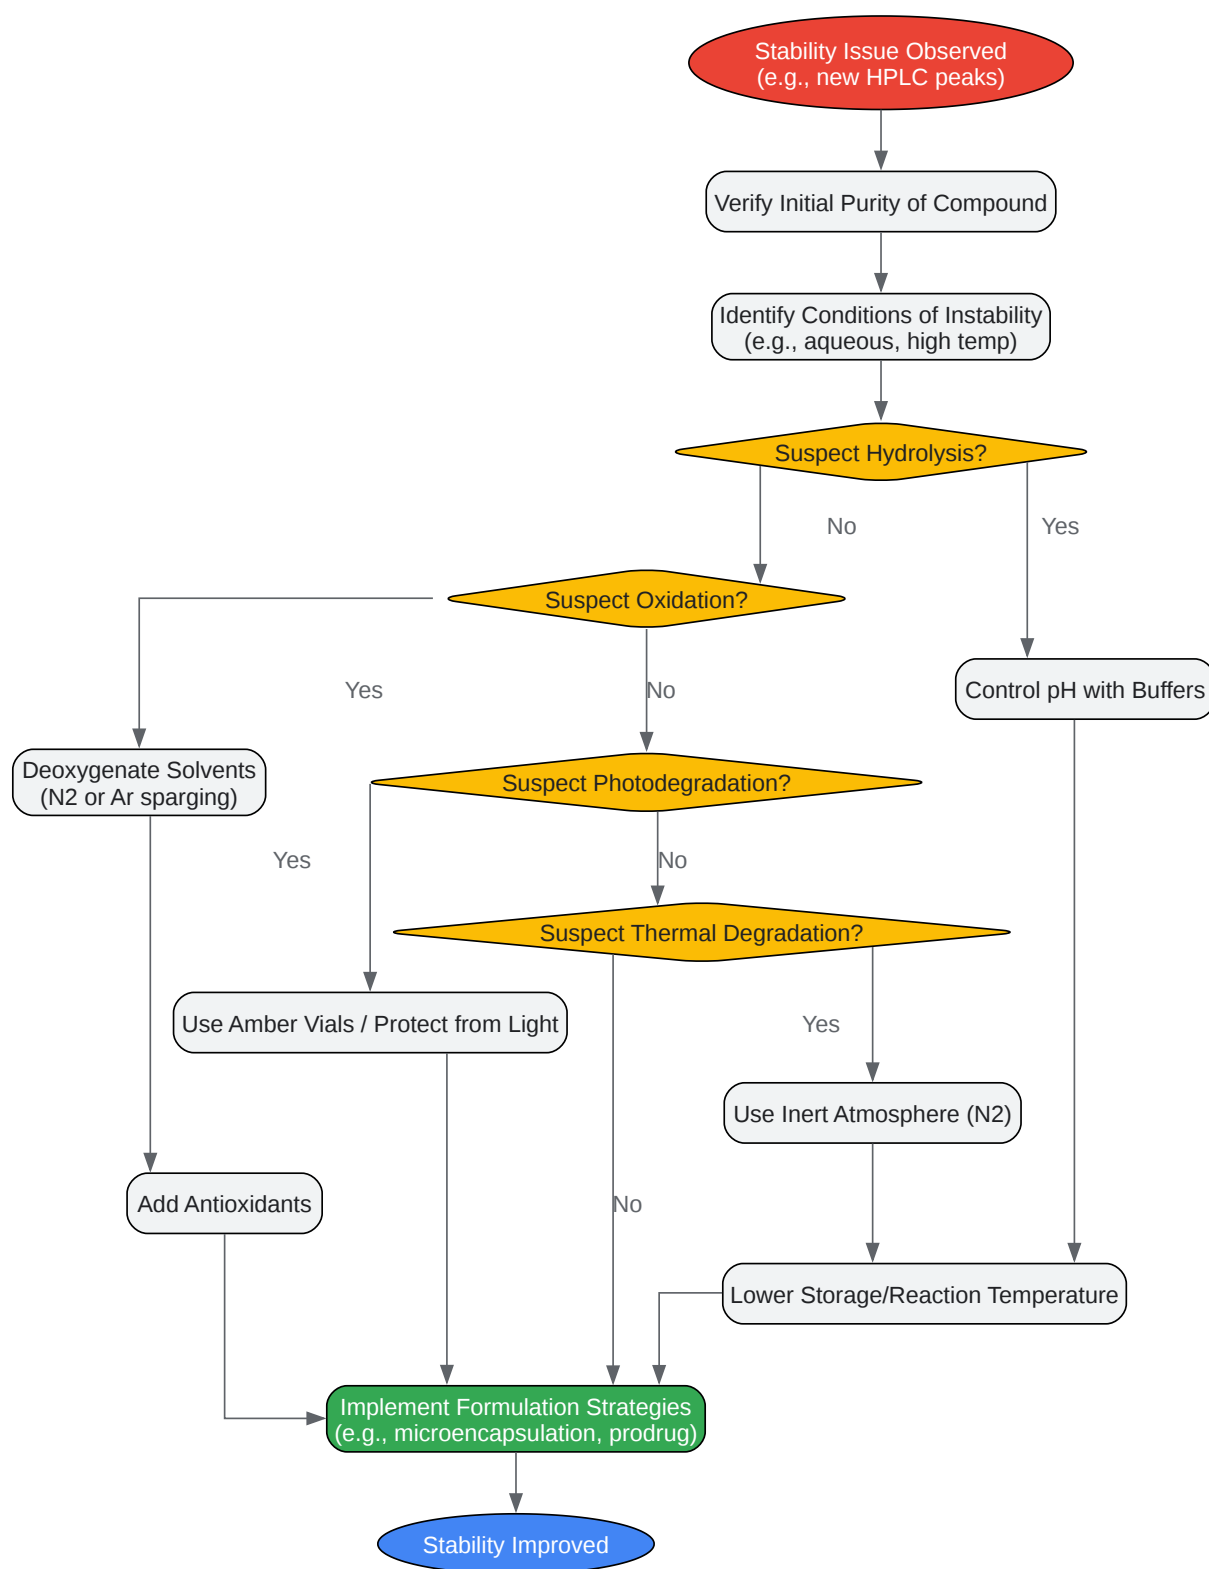 Stability Issue Observed
(e.g., new HPLC peaks)
Verify Initial Purity of Compound
Identify Conditions of Instability
(e.g., aqueous, high temp)
Suspect Hydrolysis?
No
Yes
Suspect Oxidation?
Yes
No
Control pH with Buffers
Deoxygenate Solvents
(N2 or Ar sparging)
Suspect Photodegradation?
Yes
No
Suspect Thermal Degradation?
Use Amber Vials / Protect from Light
Yes
Use Inert Atmosphere (N2)
Add Antioxidants
No
Lower Storage/Reaction Temperature
Implement Formulation Strategies
(e.g., microencapsulation, prodrug)
Stability Improved